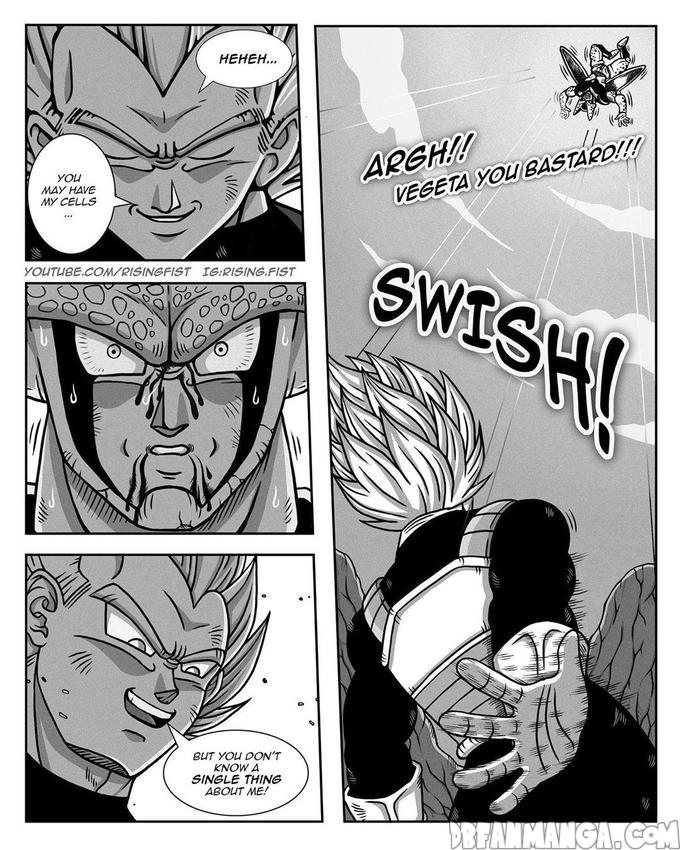 HEHEH...
YOU
MAY HAVE
MY CELLS
...
YOUTUBE.COM/RISINGFIST IG:RISING.FIST
BUT YOU DON'T
KNOW A
SINGLE THING
ABOUT ME!
ARGH!!
VEGETA YOU BASTARD!!!
SWISH!
DBFANMANGA.COM